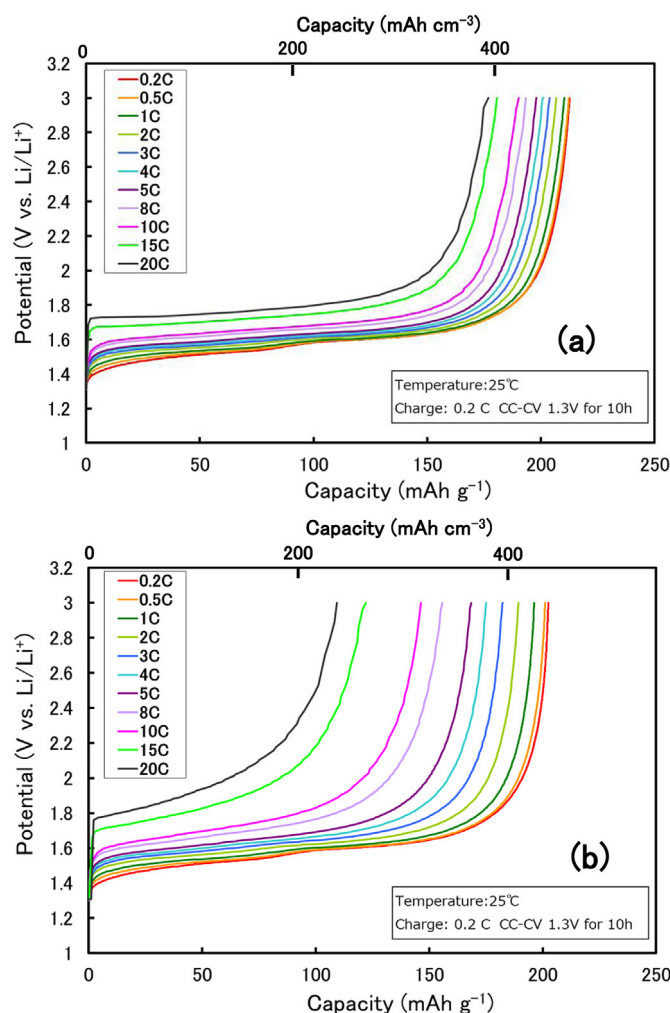 Capacity (mAh cm⁻³)
0 200 400
3.2
3
2.8
2.6
2.4
2.2
2
1.8
1.6
1.4
1.2
1
Potential (V vs. Li/Li⁺)
0.2C
0.5C
1C
2C
3C
4C
5C
8C
10C
15C
20C
(a)
Temperature:25℃
Charge: 0.2 C CC-CV 1.3V for 10h
0 50 100 150 200 250
Capacity (mAh g⁻¹)
Capacity (mAh cm⁻³)
0 200 400
3.2
3
2.8
2.6
2.4
2.2
2
1.8
1.6
1.4
1.2
1
Potential (V vs. Li/Li⁺)
0.2C
0.5C
1C
2C
3C
4C
5C
8C
10C
15C
20C
(b)
Temperature:25℃
Charge: 0.2 C CC-CV 1.3V for 10h
0 50 100 150 200 250
Capacity (mAh g⁻¹)